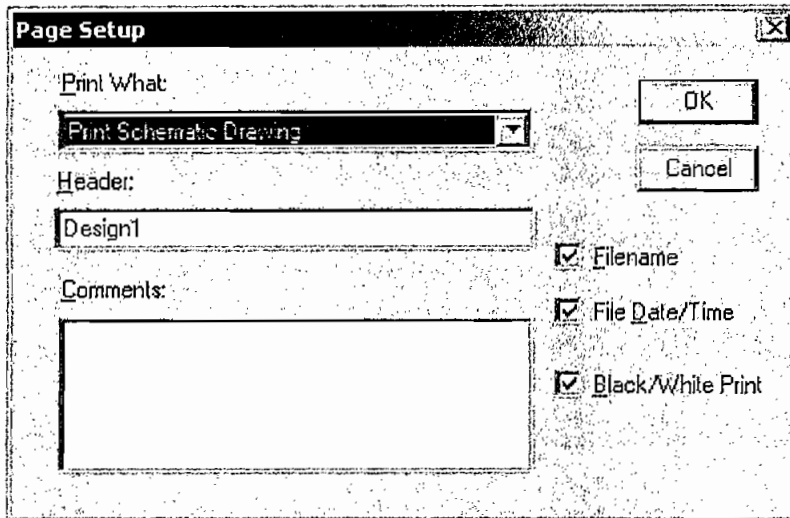 Page Setup
Print What:
Print Schematic Drawing
OK
Cancel
Header:
Design1
Comments:
Filename
File Date/Time
Black/White Print